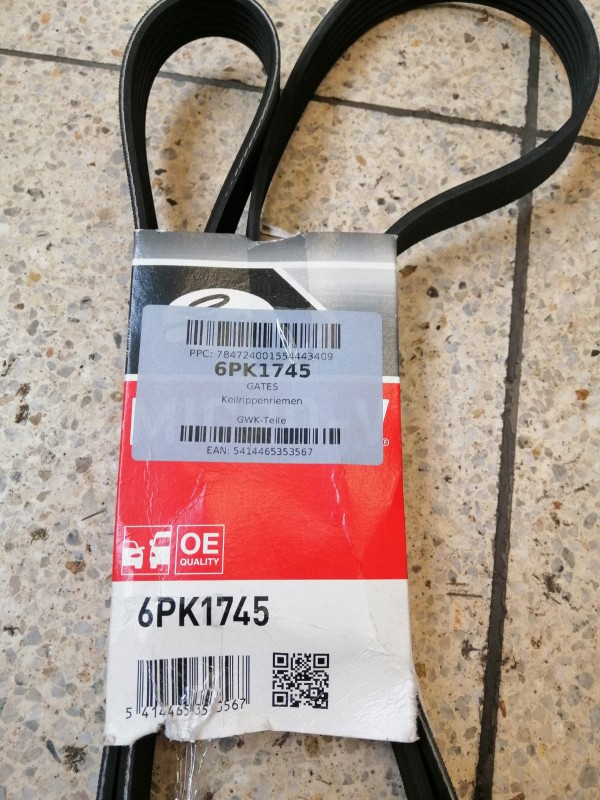 PPC: 784724001554443409
6PK1745
GATES
Keilrippenriemen
GWK-Teile
EAN: 5414465353567
®
OE
QUALITY
6PK1745